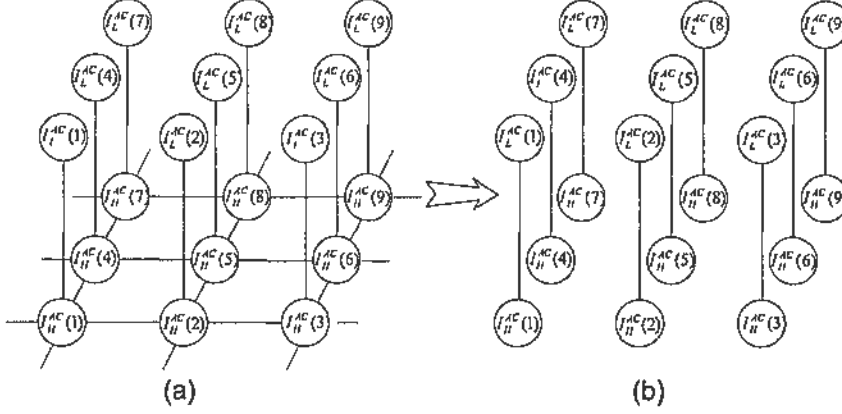 I_L^{AC}(7) I_L^{AC}(8) I_L^{AC}(9) I_L^{AC}(7) I_L^{AC}(8) I_L^{AC}(9)
I_L^{AC}(4) I_L^{AC}(5) I_L^{AC}(6) I_L^{AC}(4) I_L^{AC}(5) I_L^{AC}(6)
I_L^{AC}(1) I_L^{AC}(2) I_L^{AC}(3) I_L^{AC}(1) I_L^{AC}(2) I_L^{AC}(3)
I_H^{AC}(7) I_H^{AC}(8) I_H^{AC}(9) I_H^{AC}(7) I_H^{AC}(8) I_H^{AC}(9)
I_H^{AC}(4) I_H^{AC}(5) I_H^{AC}(6) I_H^{AC}(4) I_H^{AC}(5) I_H^{AC}(6)
I_H^{AC}(1) I_H^{AC}(2) I_H^{AC}(3) I_H^{AC}(1) I_H^{AC}(2) I_H^{AC}(3)
(a) (b)